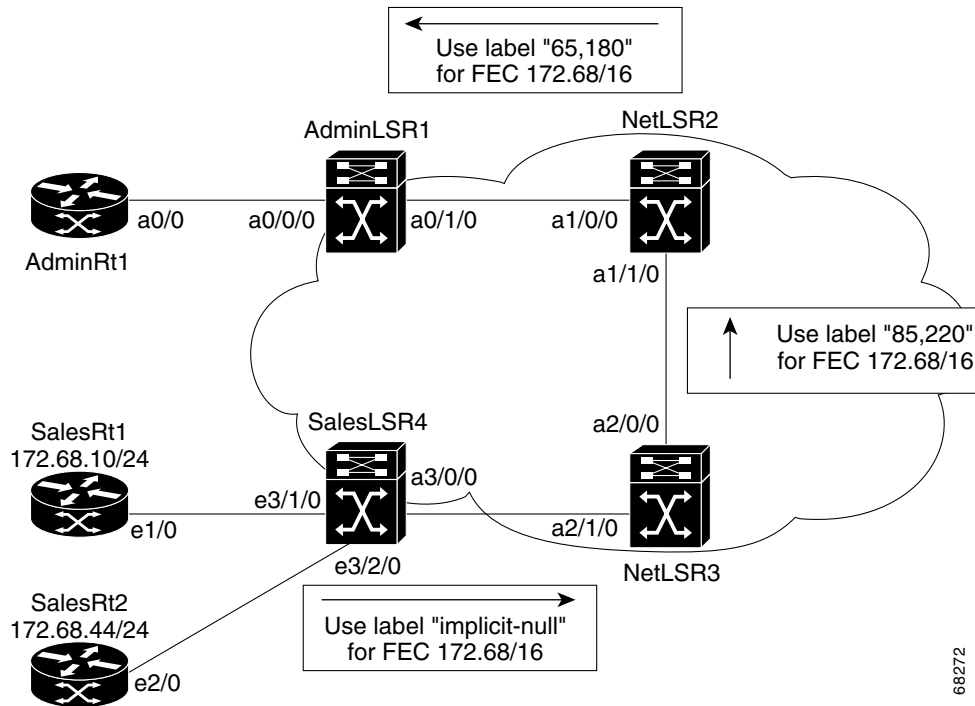 Use label "65,180"
for FEC 172.68/16
AdminLSR1
NetLSR2
a0/0
a0/0/0
a0/1/0
a1/0/0
AdminRt1
a1/1/0
Use label "85,220"
for FEC 172.68/16
SalesRt1
172.68.10/24
SalesLSR4
a2/0/0
a3/0/0
e3/1/0
e1/0
a2/1/0
e3/2/0
NetLSR3
SalesRt2
172.68.44/24
Use label "implicit-null"
for FEC 172.68/16
e2/0
68272